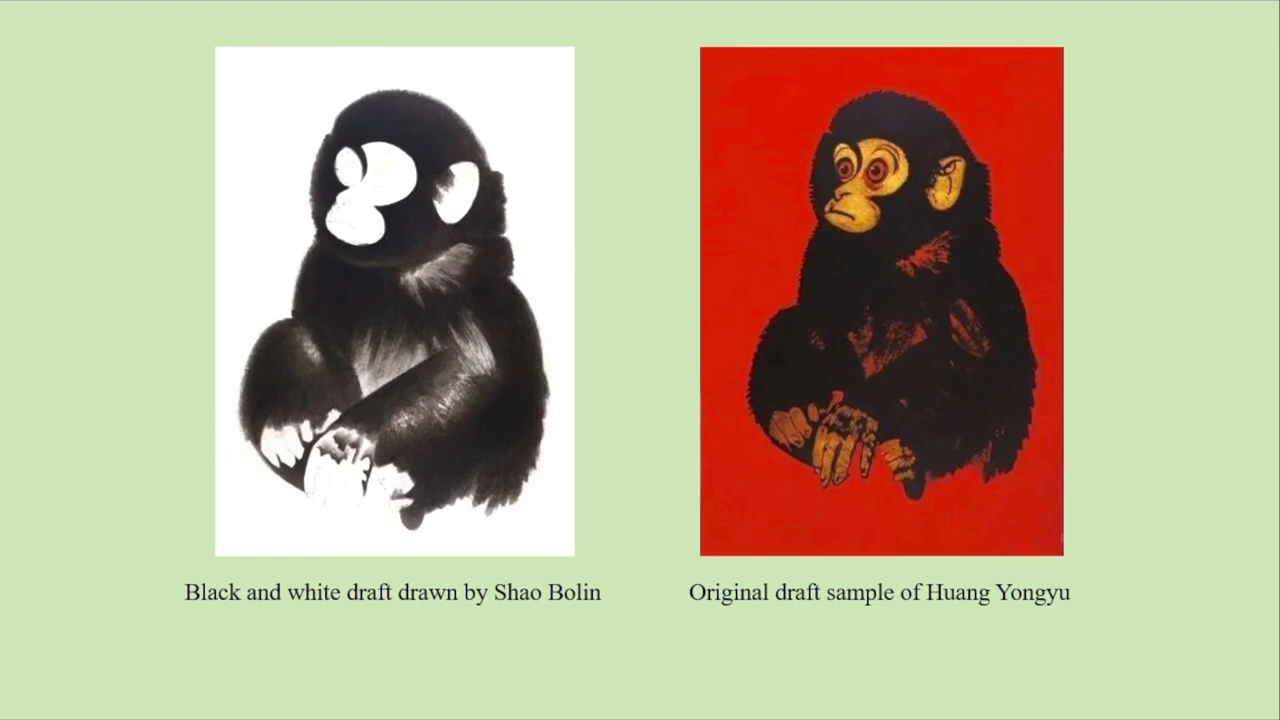 Black and white draft drawn by Shao Bolin
Original draft sample of Huang Yongyu